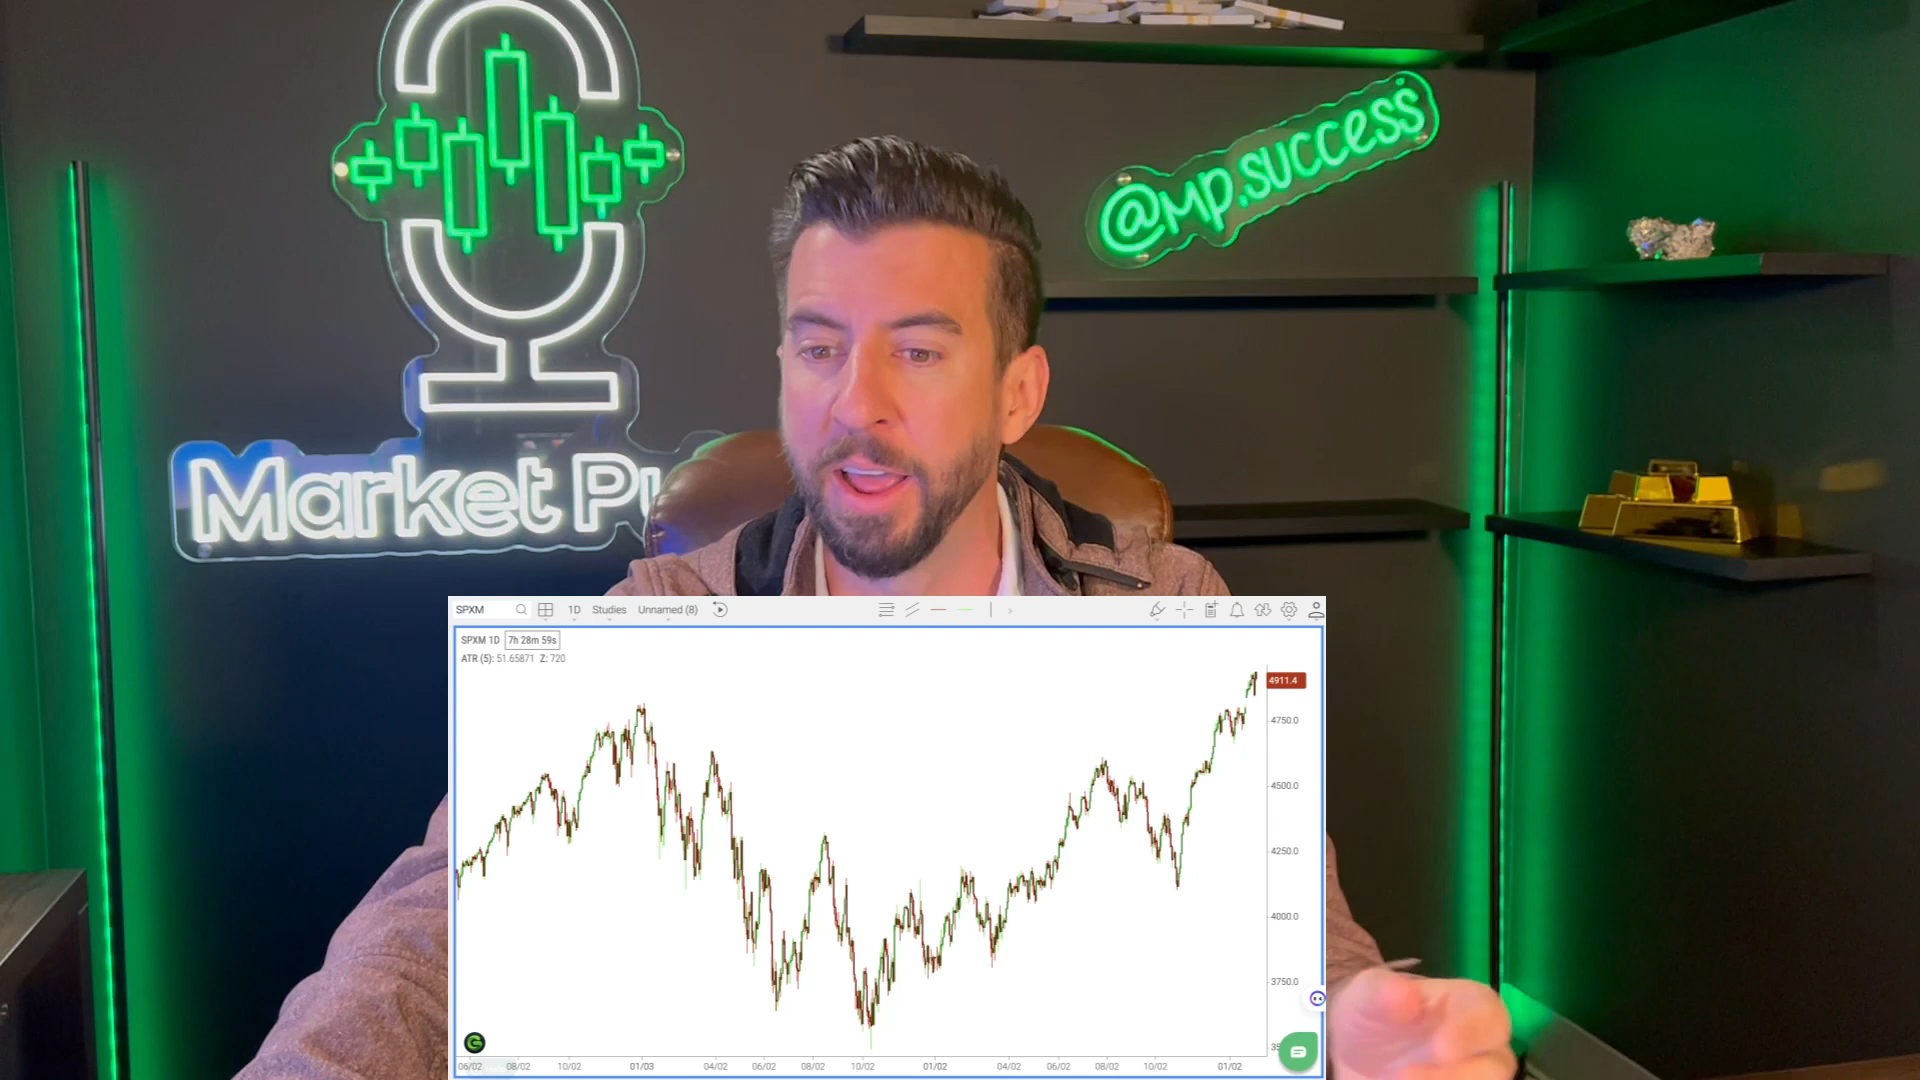 @mp.success
Market Pu
SPXM 1D Studies Unnamed (8)
SPXM 1D 7h 28m 59s
ATR (5): 51.65871 Z: 720
4911.4
4750.0
4500.0
4250.0
4000.0
3750.0
06/02 08/02 10/02 01/03 04/02 06/02 08/02 10/02 01/02 04/02 06/02 08/02 10/02 01/02